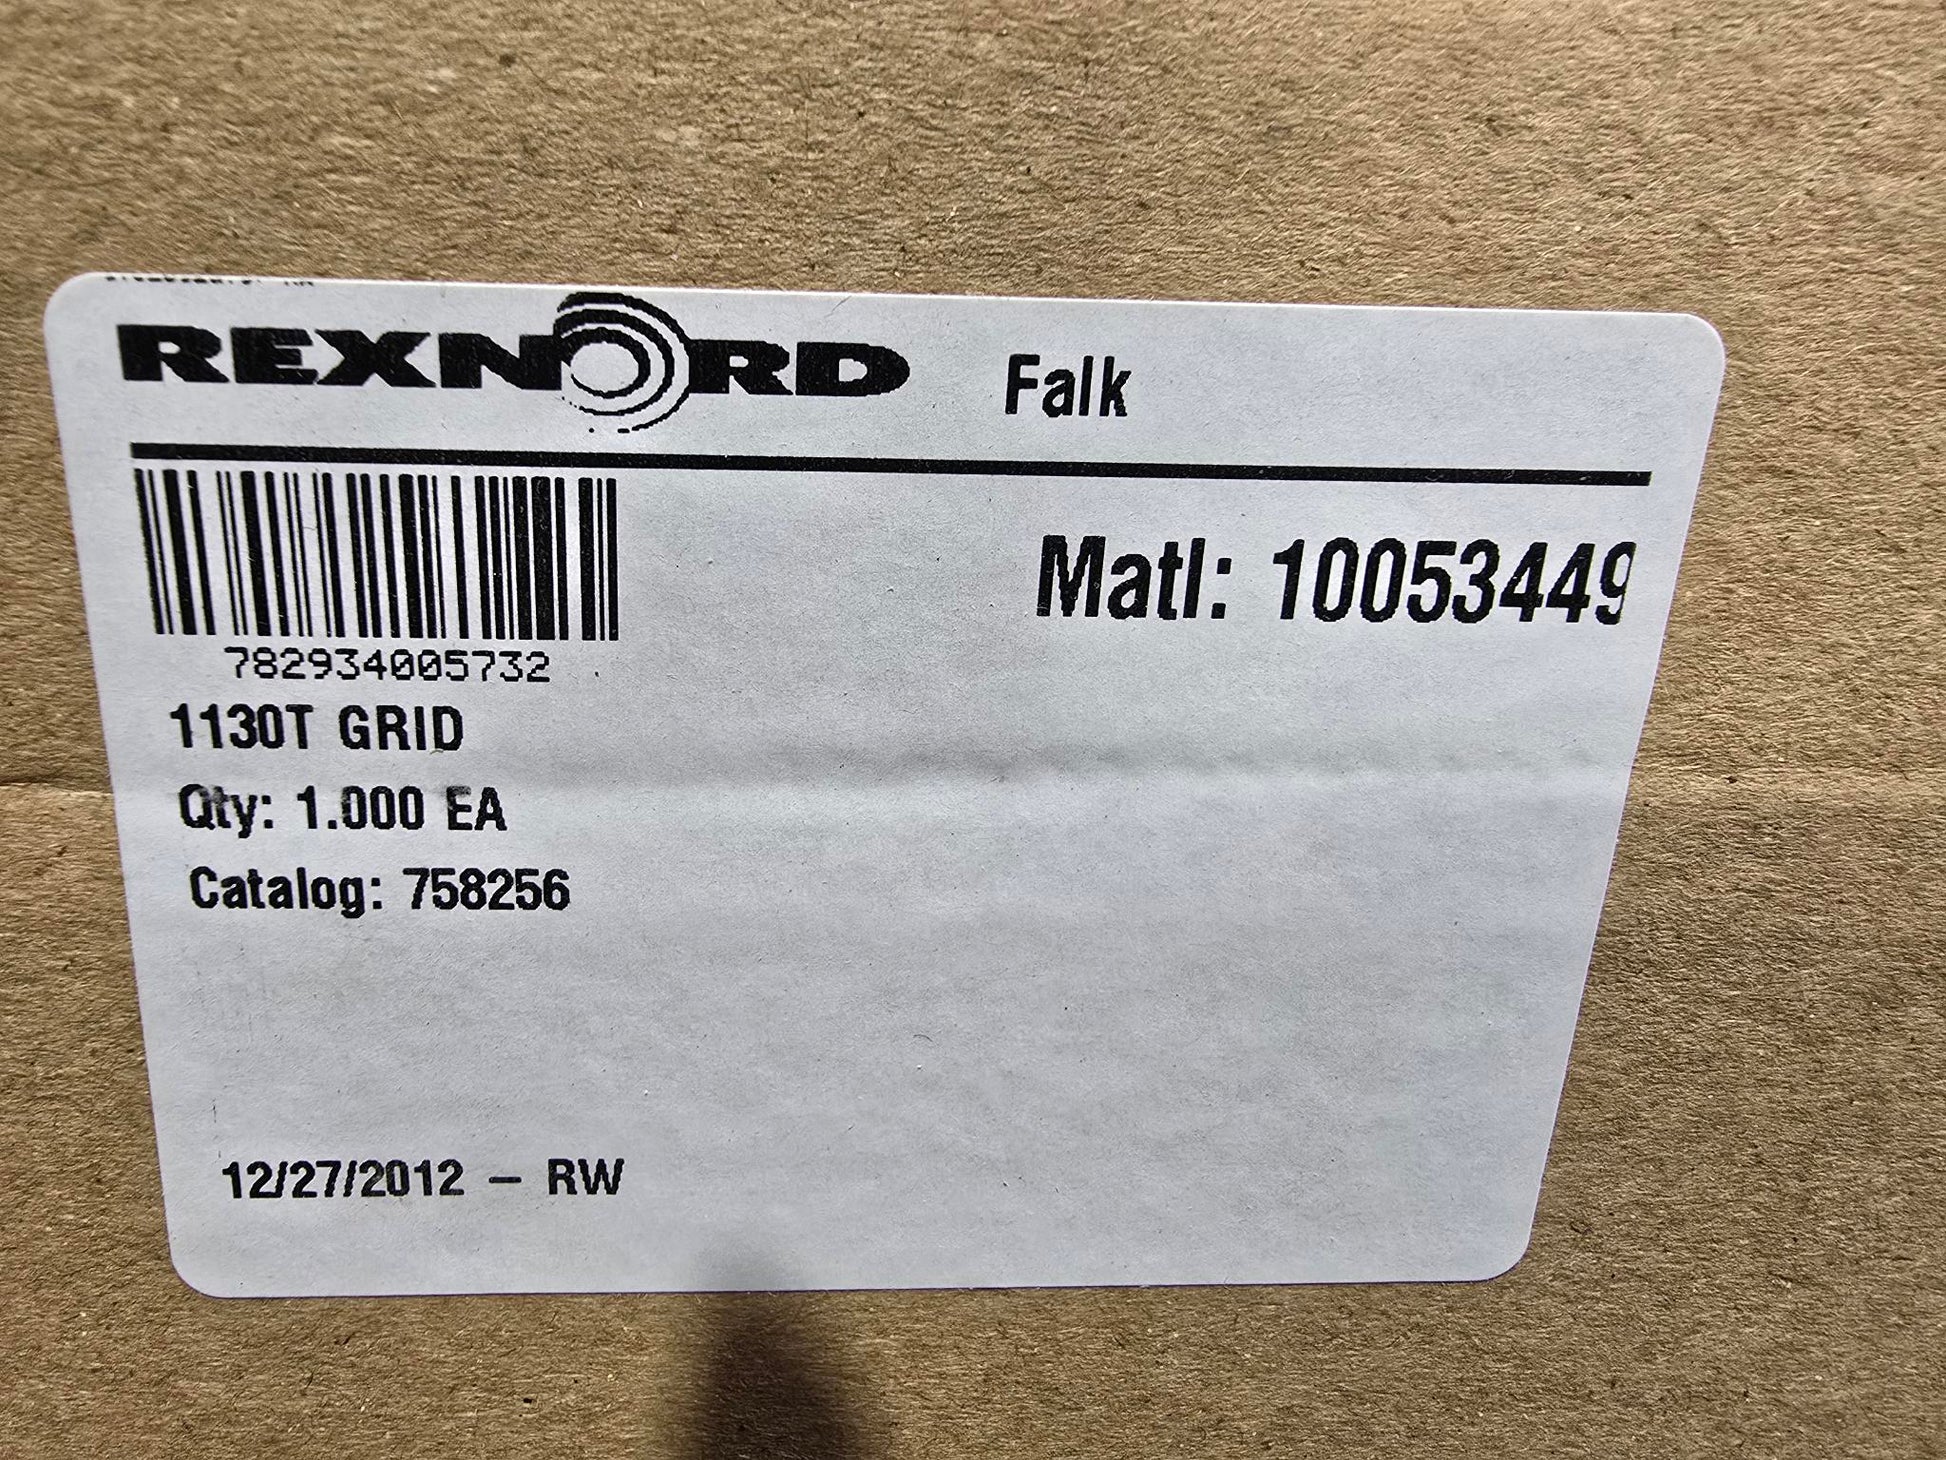 REXNORD Falk
Matl: 10053449
782934005732
1130T GRID
Qty: 1.000 EA
Catalog: 758256
12/27/2012 – RW